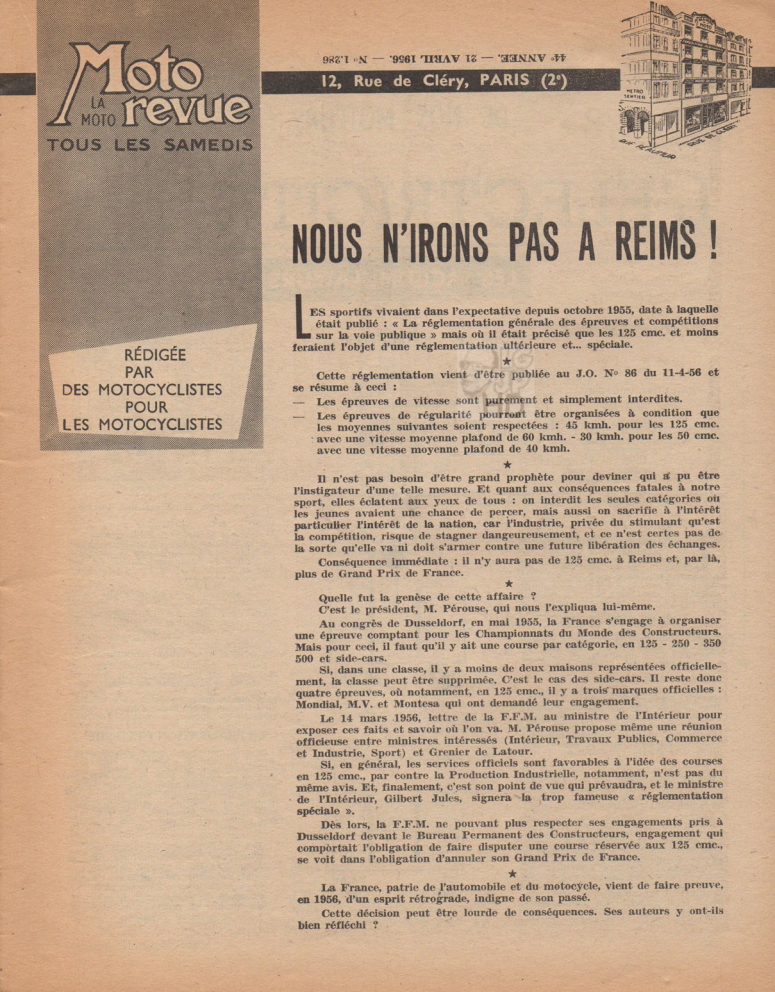 Moto
LA
MOTO revue
TOUS LES SAMEDIS
44e ANNEE. — 21 AVRIL 1956. — No 1.286
12, Rue de Cléry, PARIS (2e)
METRO
SENTIER
RUE DE CLERY
RÉDIGÉE
PAR
DES MOTOCYCLISTES
POUR
LES MOTOCYCLISTES
NOUS N'IRONS PAS A REIMS !
LES sportifs vivaient dans l'expectative depuis octobre 1955, date à laquelle
était publié : « La réglementation générale des épreuves et compétitions
sur la voie publique » mais où il était précisé que les 125 cmc. et moins
feraient l'objet d'une réglementation ultérieure et... spéciale.
★
Cette réglementation vient d'être publiée au J.O. No 86 du 11-4-56 et
se résume à ceci :
— Les épreuves de vitesse sont purement et simplement interdites.
— Les épreuves de régularité pourront être organisées à condition que
les moyennes suivantes soient respectées : 45 kmh. pour les 125 cmc.
avec une vitesse moyenne plafond de 60 kmh. - 30 kmh. pour les 50 cmc.
avec une vitesse moyenne plafond de 40 kmh.
★
Il n'est pas besoin d'être grand prophète pour deviner qui a pu être
l'instigateur d'une telle mesure. Et quant aux conséquences fatales à notre
sport, elles éclatent aux yeux de tous : on interdit les seules catégories où
les jeunes avaient une chance de percer, mais aussi on sacrifie à l'intérêt
particulier l'intérêt de la nation, car l'industrie, privée du stimulant qu'est
la compétition, risque de stagner dangereusement, et ce n'est certes pas de
la sorte qu'elle va ni doit s'armer contre une future libération des échanges.
Conséquence immédiate : il n'y aura pas de 125 cmc. à Reims et, par là,
plus de Grand Prix de France.
★
Quelle fut la genèse de cette affaire ?
C'est le président, M. Pérouse, qui nous l'expliqua lui-même.
Au congrès de Dusseldorf, en mai 1955, la France s'engage à organiser
une épreuve comptant pour les Championnats du Monde des Constructeurs.
Mais pour ceci, il faut qu'il y ait une course par catégorie, en 125 - 250 - 350
500 et side-cars.
Si, dans une classe, il y a moins de deux maisons représentées officielle-
ment, la classe peut être supprimée. C'est le cas des side-cars. Il reste donc
quatre épreuves, où notamment, en 125 cmc., il y a trois marques officielles :
Mondial, M.V. et Montesa qui ont demandé leur engagement.
Le 14 mars 1956, lettre de la F.F.M. au ministre de l'Intérieur pour
exposer ces faits et savoir où l'on va. M. Pérouse propose même une réunion
officieuse entre ministres intéressés (Intérieur, Travaux Publics, Commerce
et Industrie, Sport) et Grenier de Latour.
Si, en général, les services officiels sont favorables à l'idée des courses
en 125 cmc., par contre la Production Industrielle, notamment, n'est pas du
même avis. Et, finalement, c'est son point de vue qui prévaudra, et le ministre
de l'Intérieur, Gilbert Jules, signera la trop fameuse « réglementation
spéciale ».
Dès lors, la F.F.M. ne pouvant plus respecter ses engagements pris à
Dusseldorf devant le Bureau Permanent des Constructeurs, engagement qui
comportait l'obligation de faire disputer une course réservée aux 125 cmc.,
se voit dans l'obligation d'annuler son Grand Prix de France.
★
La France, patrie de l'automobile et du motocycle, vient de faire preuve,
en 1956, d'un esprit rétrograde, indigne de son passé.
Cette décision peut être lourde de conséquences. Ses auteurs y ont-ils
bien réfléchi ?